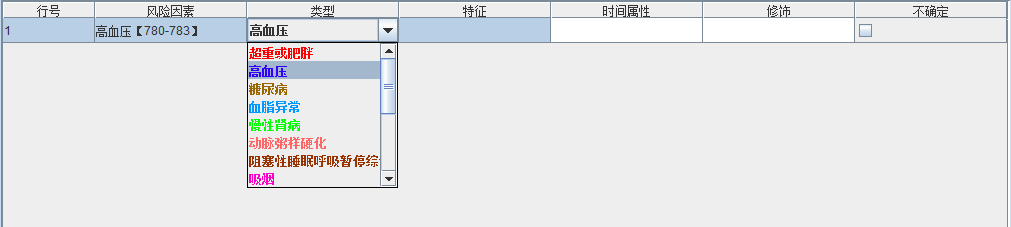 行号 风险因素 类型 特征 时间属性 修饰 不确定
1 高血压【780-783】 高血压
超重或肥胖
高血压
糖尿病
血脂异常
慢性肾病
动脉粥样硬化
阻塞性睡眠呼吸暂停综
吸烟